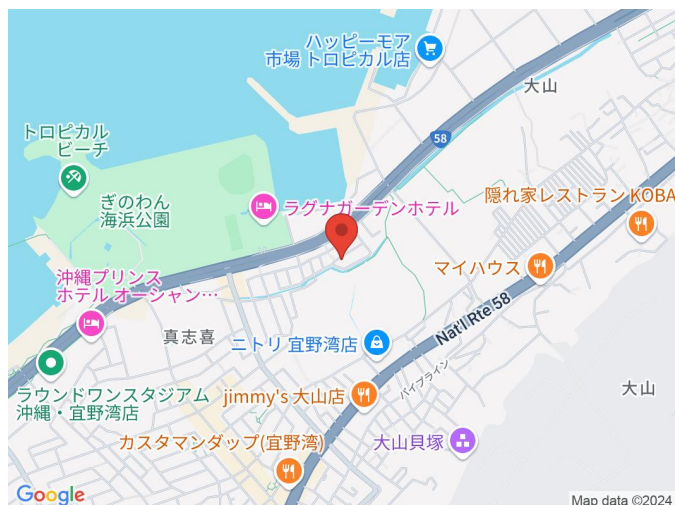 ハッピーモア
市場 トロピカル店
大山
58
トロピカル
ビーチ
ぎのわん
海浜公園
ラグナガーデンホテル
隠れ家レストラン KOBA
マイハウス
沖縄プリンス
ホテル オーシャン…
真志喜
ニトリ 宜野湾店
Nat'l Rte 58
ラウンドワンスタジアム
沖縄・宜野湾店
jimmy's 大山店
パイプライン
大山
カスタマンダップ(宜野湾)
大山貝塚
Google
Map data ©2024